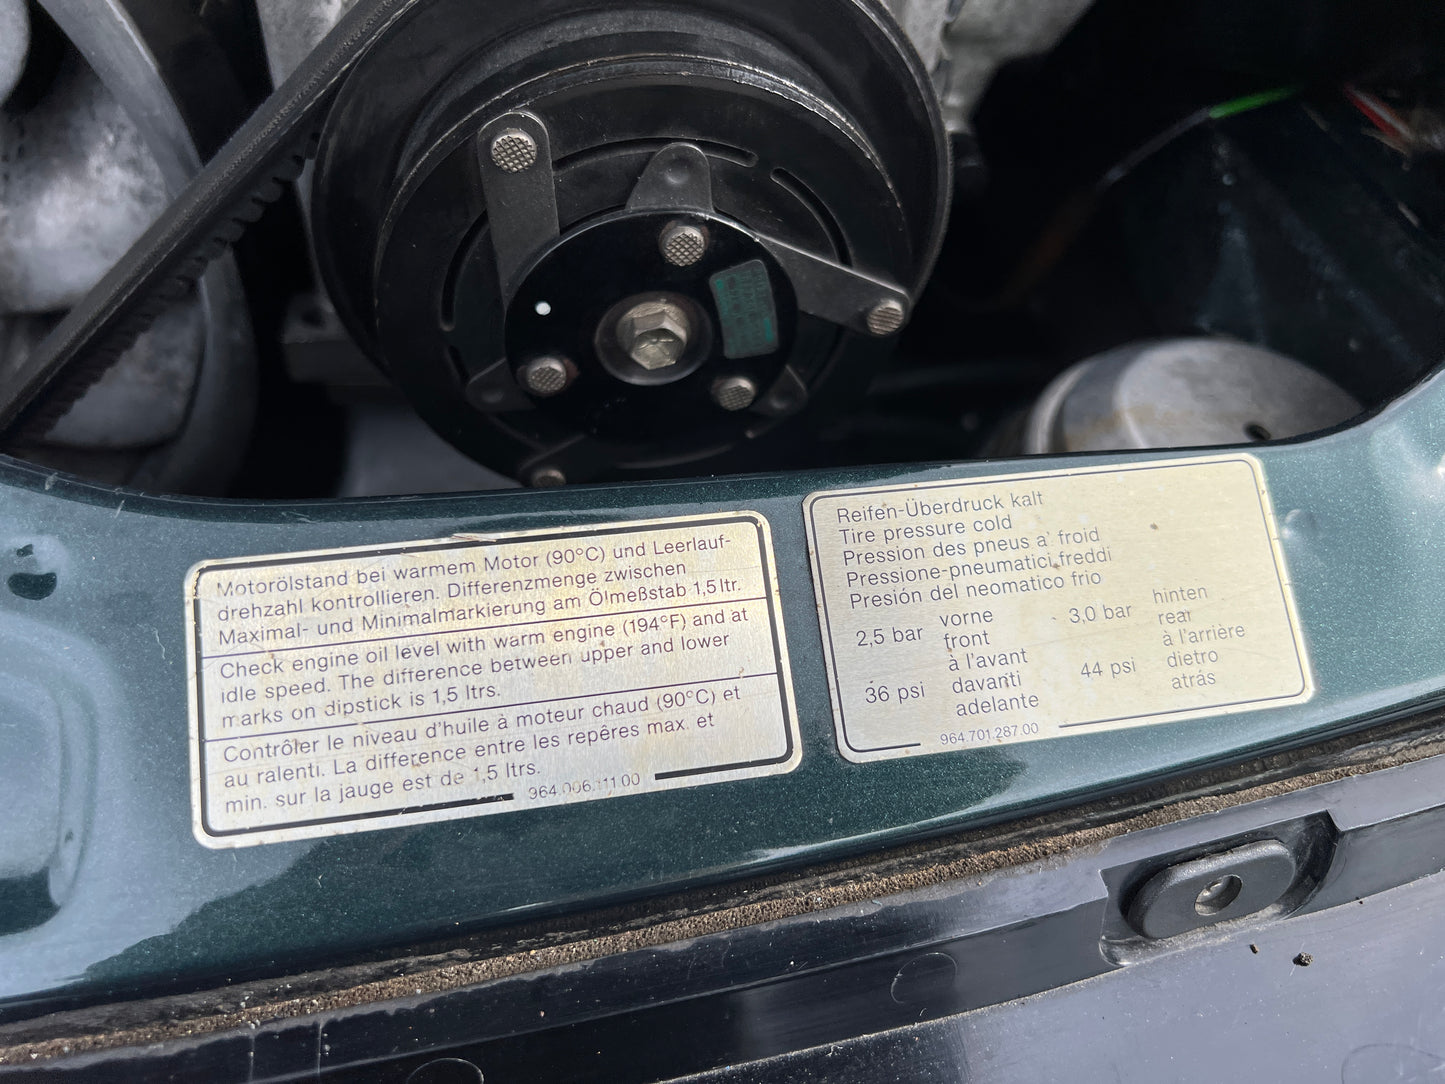 Motorölstand bei warmem Motor (90°C) und Leerlauf-
drehzahl kontrollieren. Differenzmenge zwischen
Maximal- und Minimalmarkierung am Ölmeßstab 1,5 ltr.
Check engine oil level with warm engine (194°F) and at
idle speed. The difference between upper and lower
marks on dipstick is 1,5 ltrs.
Contrôler le niveau d'huile à moteur chaud (90°C) et
au ralenti. La difference entre les repêres max. et
min. sur la jauge est de 1,5 ltrs.
964.006.111.00
Reifen-Überdruck kalt
Tire pressure cold
Pression des pneus a' froid
Pressione-pneumatici freddi
Presión del neomatico frio
2,5 bar vorne 3,0 bar hinten
front rear
à l'avant à l'arrière
36 psi davanti 44 psi dietro
adelante atrás
964.701.287.00